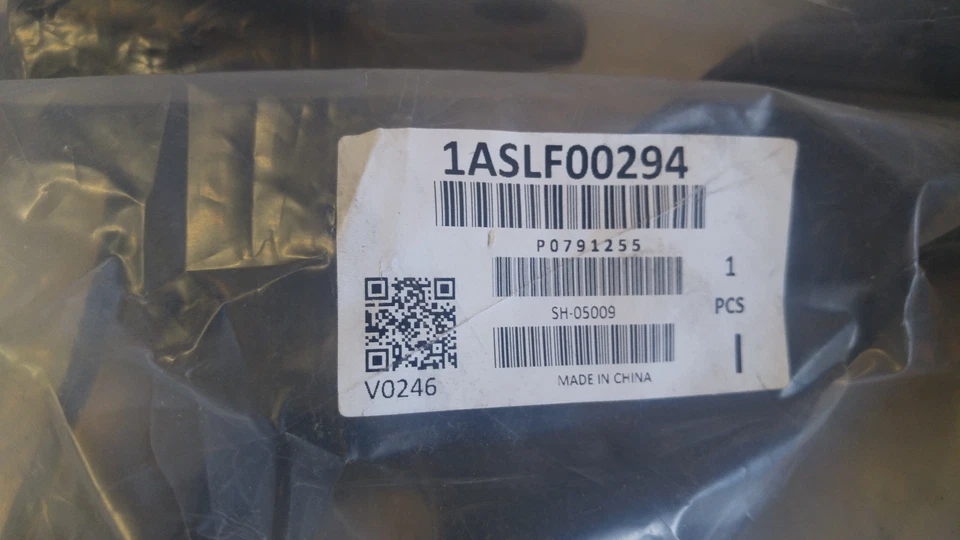 1ASLF00294
P0791255
1
SH-05009
PCS
V0246
MADE IN CHINA